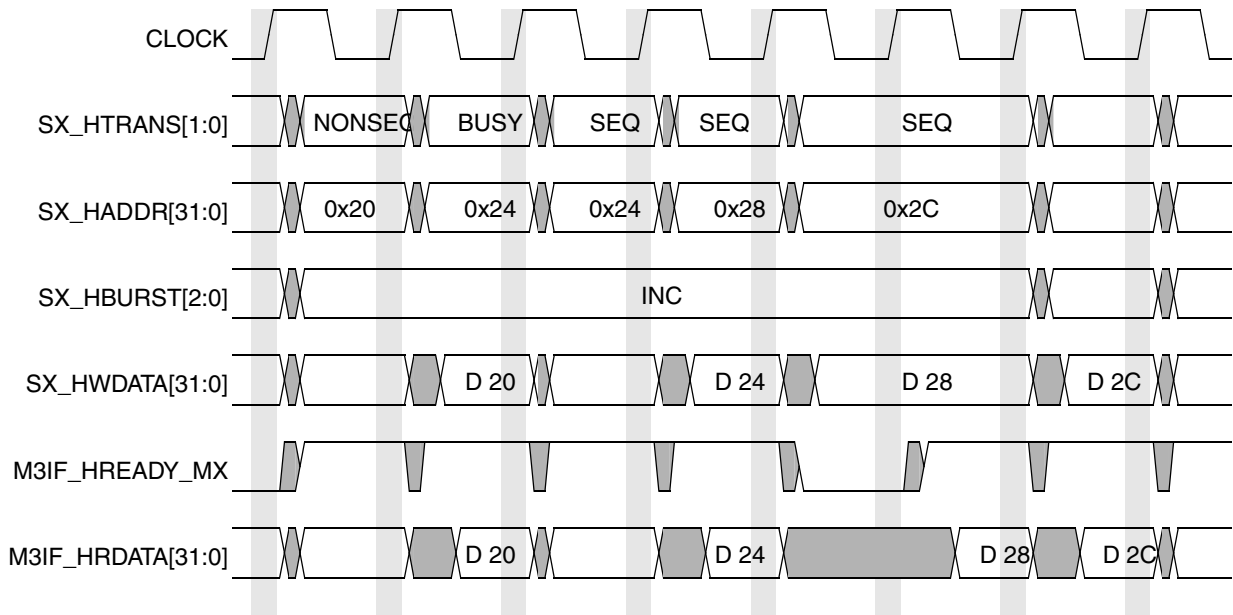 CLOCK
SX_HTRANS[1:0] NONSEQ BUSY SEQ SEQ SEQ
SX_HADDR[31:0] 0x20 0x24 0x24 0x28 0x2C
SX_HBURST[2:0] INC
SX_HWDATA[31:0] D 20 D 24 D 28 D 2C
M3IF_HREADY_MX
M3IF_HRDATA[31:0] D 20 D 24 D 28 D 2C